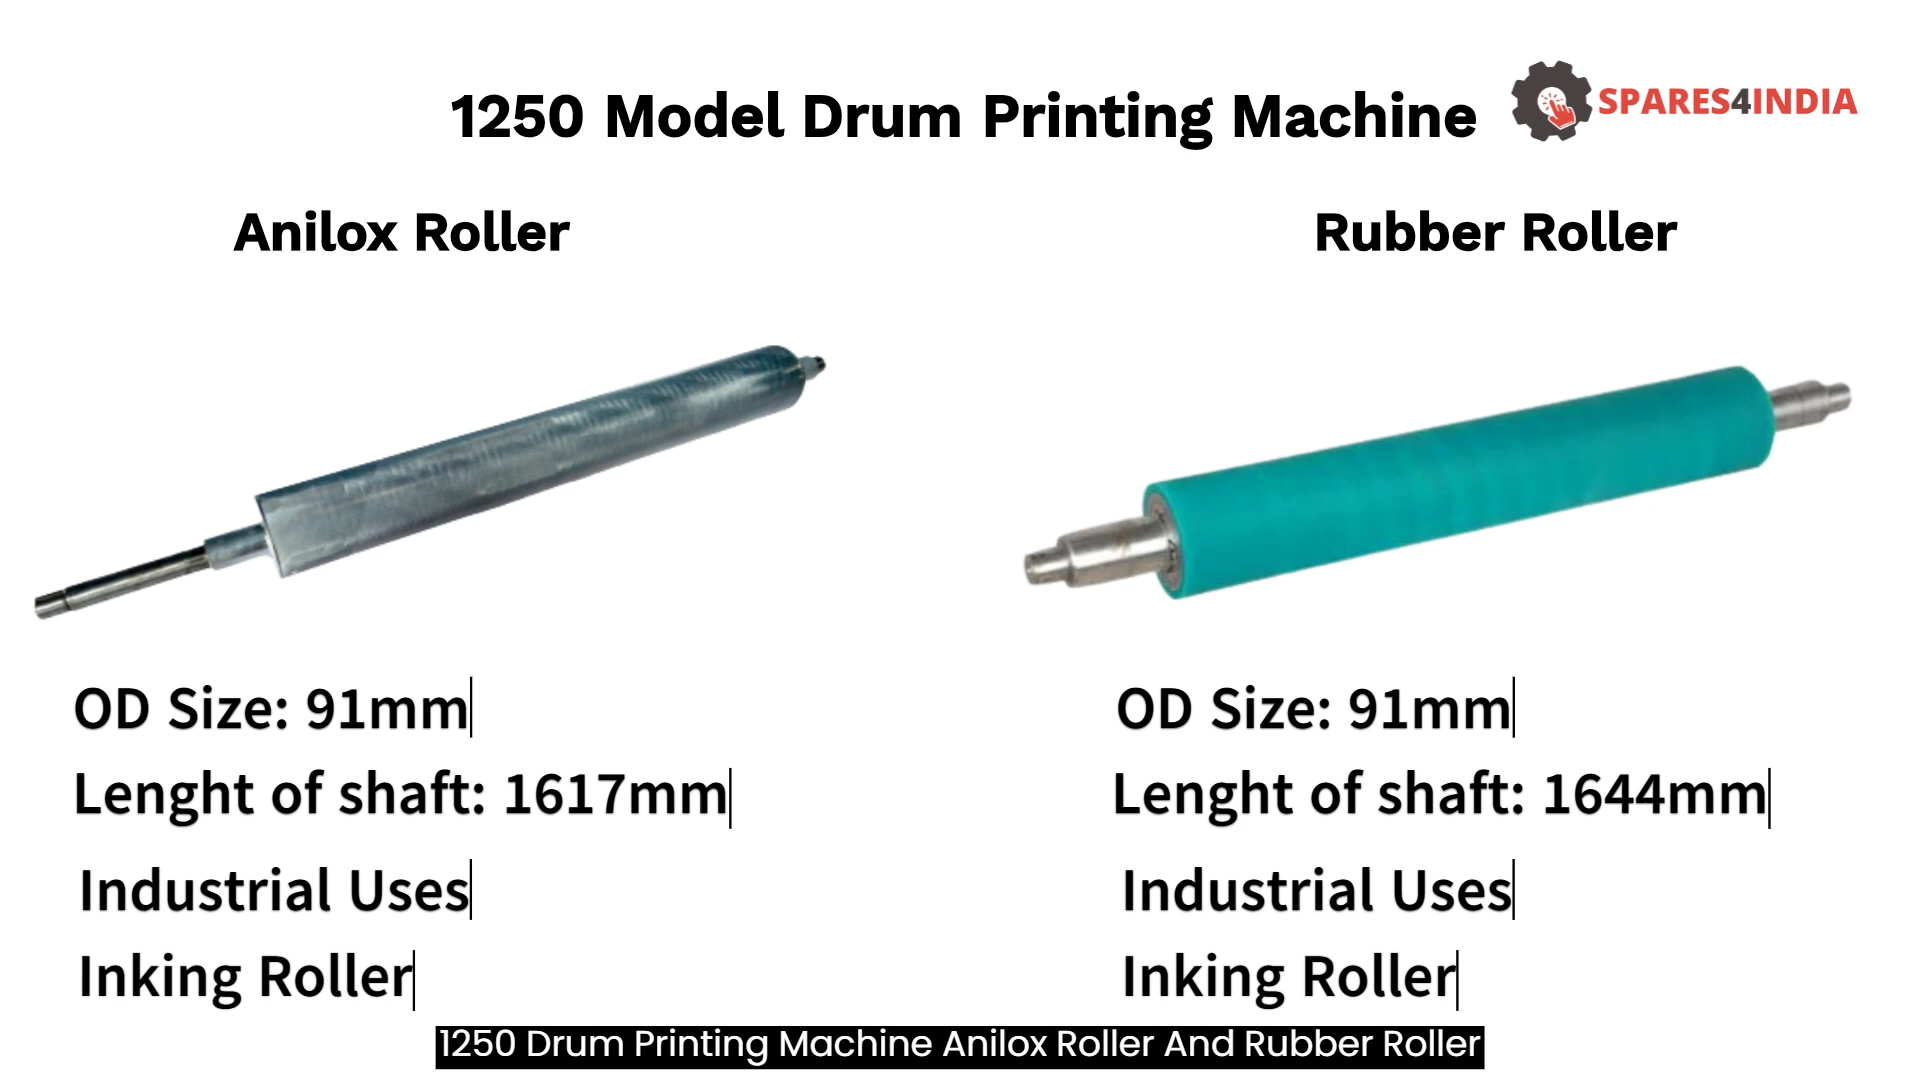 1250 Model Drum Printing Machine
SPARES4INDIA
Anilox Roller
Rubber Roller
OD Size: 91mm
OD Size: 91mm
Lenght of shaft: 1617mm
Lenght of shaft: 1644mm
Industrial Uses
Industrial Uses
Inking Roller
Inking Roller
1250 Drum Printing Machine Anilox Roller And Rubber Roller